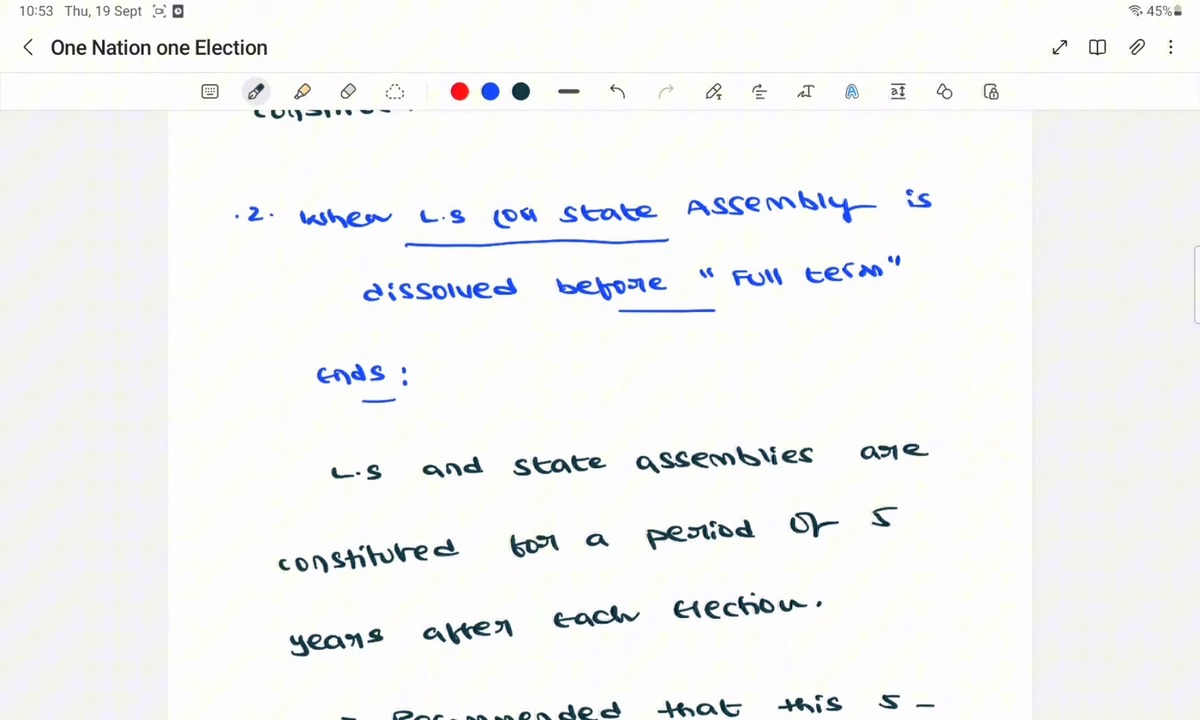 10:53 Thu, 19 Sept 45%
One Nation one Election
.2. When L.S (or State Assembly is
dissolved before "Full term"
Ends :
L.S and state assemblies are
constituted for a period of 5
years after Each Election.
- Recommended that this 5 -